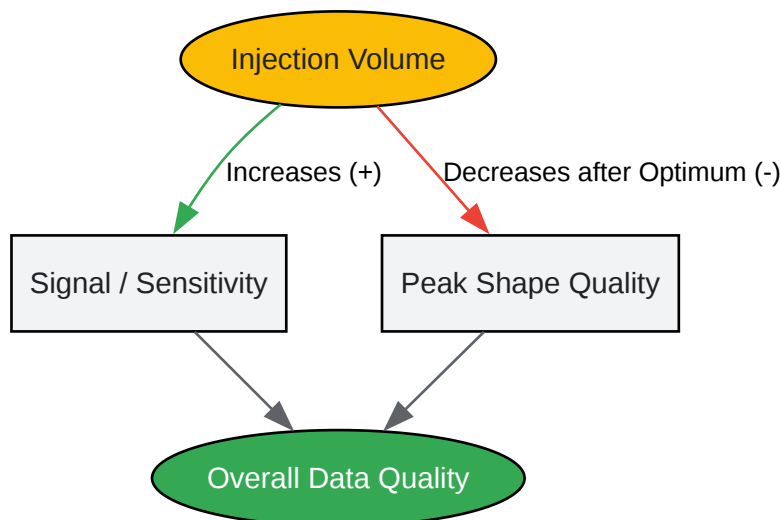 Injection Volume
Increases (+)
Decreases after Optimum (-)
Signal / Sensitivity
Peak Shape Quality
Overall Data Quality